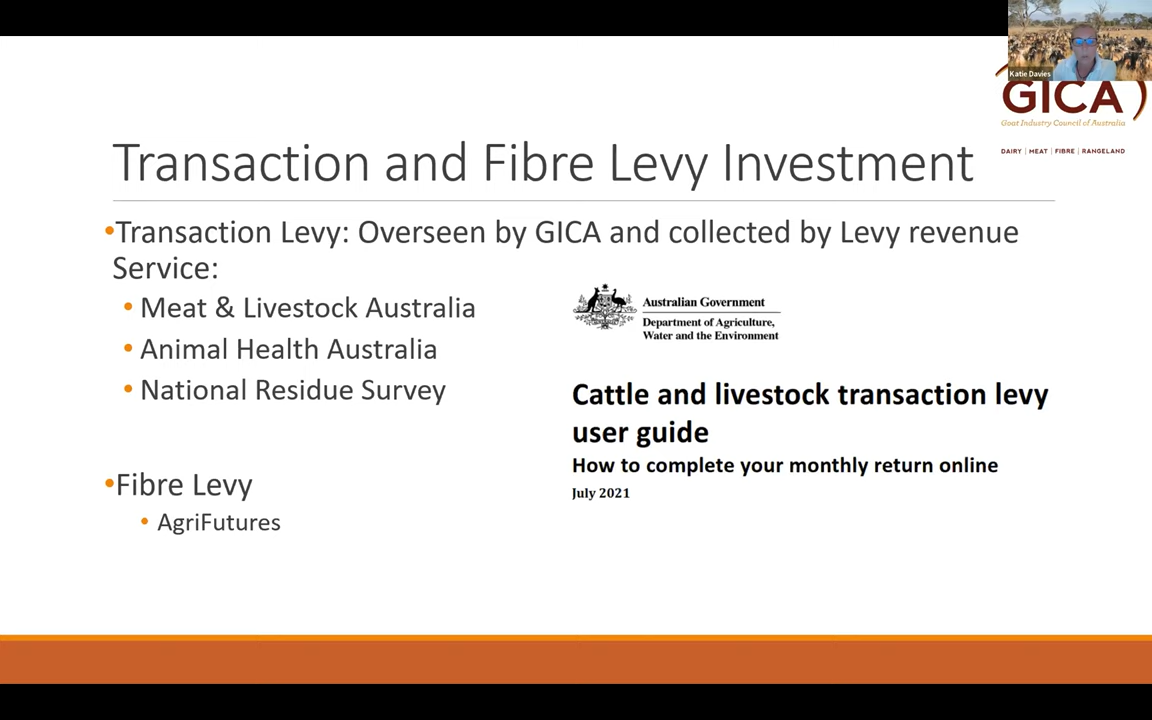 Katie Davies
GICA
Goat Industry Council of Australia
DAIRY | MEAT | FIBRE | RANGELAND
Transaction and Fibre Levy Investment
•Transaction Levy: Overseen by GICA and collected by Levy revenue
Service:
• Meat & Livestock Australia
• Animal Health Australia
• National Residue Survey
•Fibre Levy
• AgriFutures
Australian Government
Department of Agriculture,
Water and the Environment
Cattle and livestock transaction levy
user guide
How to complete your monthly return online
July 2021